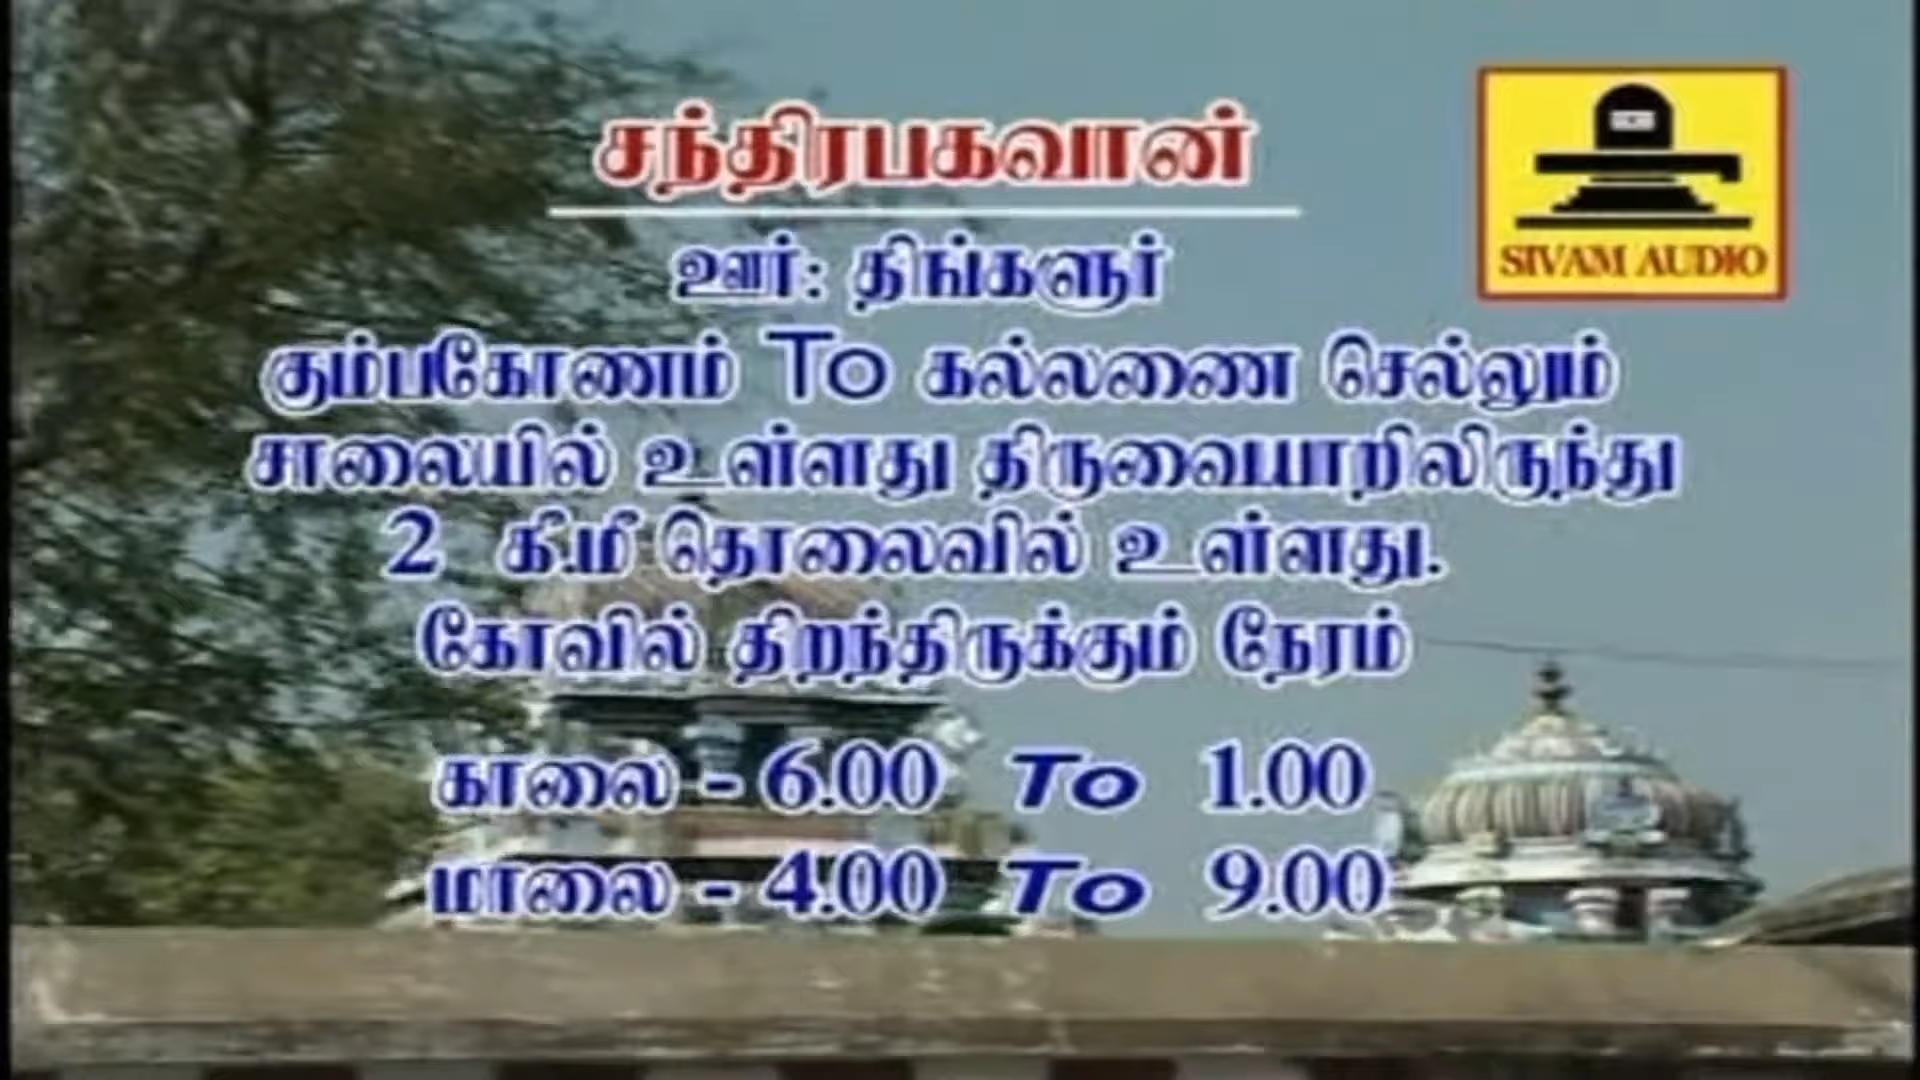 சந்திரபகவான்
SIVAM AUDIO
ஊர்: திங்களுர்
கும்பகோணம் To கல்லணை செல்லும்
சாலையில் உள்ளது திருவையாறிலிருந்து
2 கீ.மீ தொலைவில் உள்ளது.
கோவில் திறந்திருக்கும் நேரம்
காலை - 6.00 To 1.00
மாலை - 4.00 To 9.00